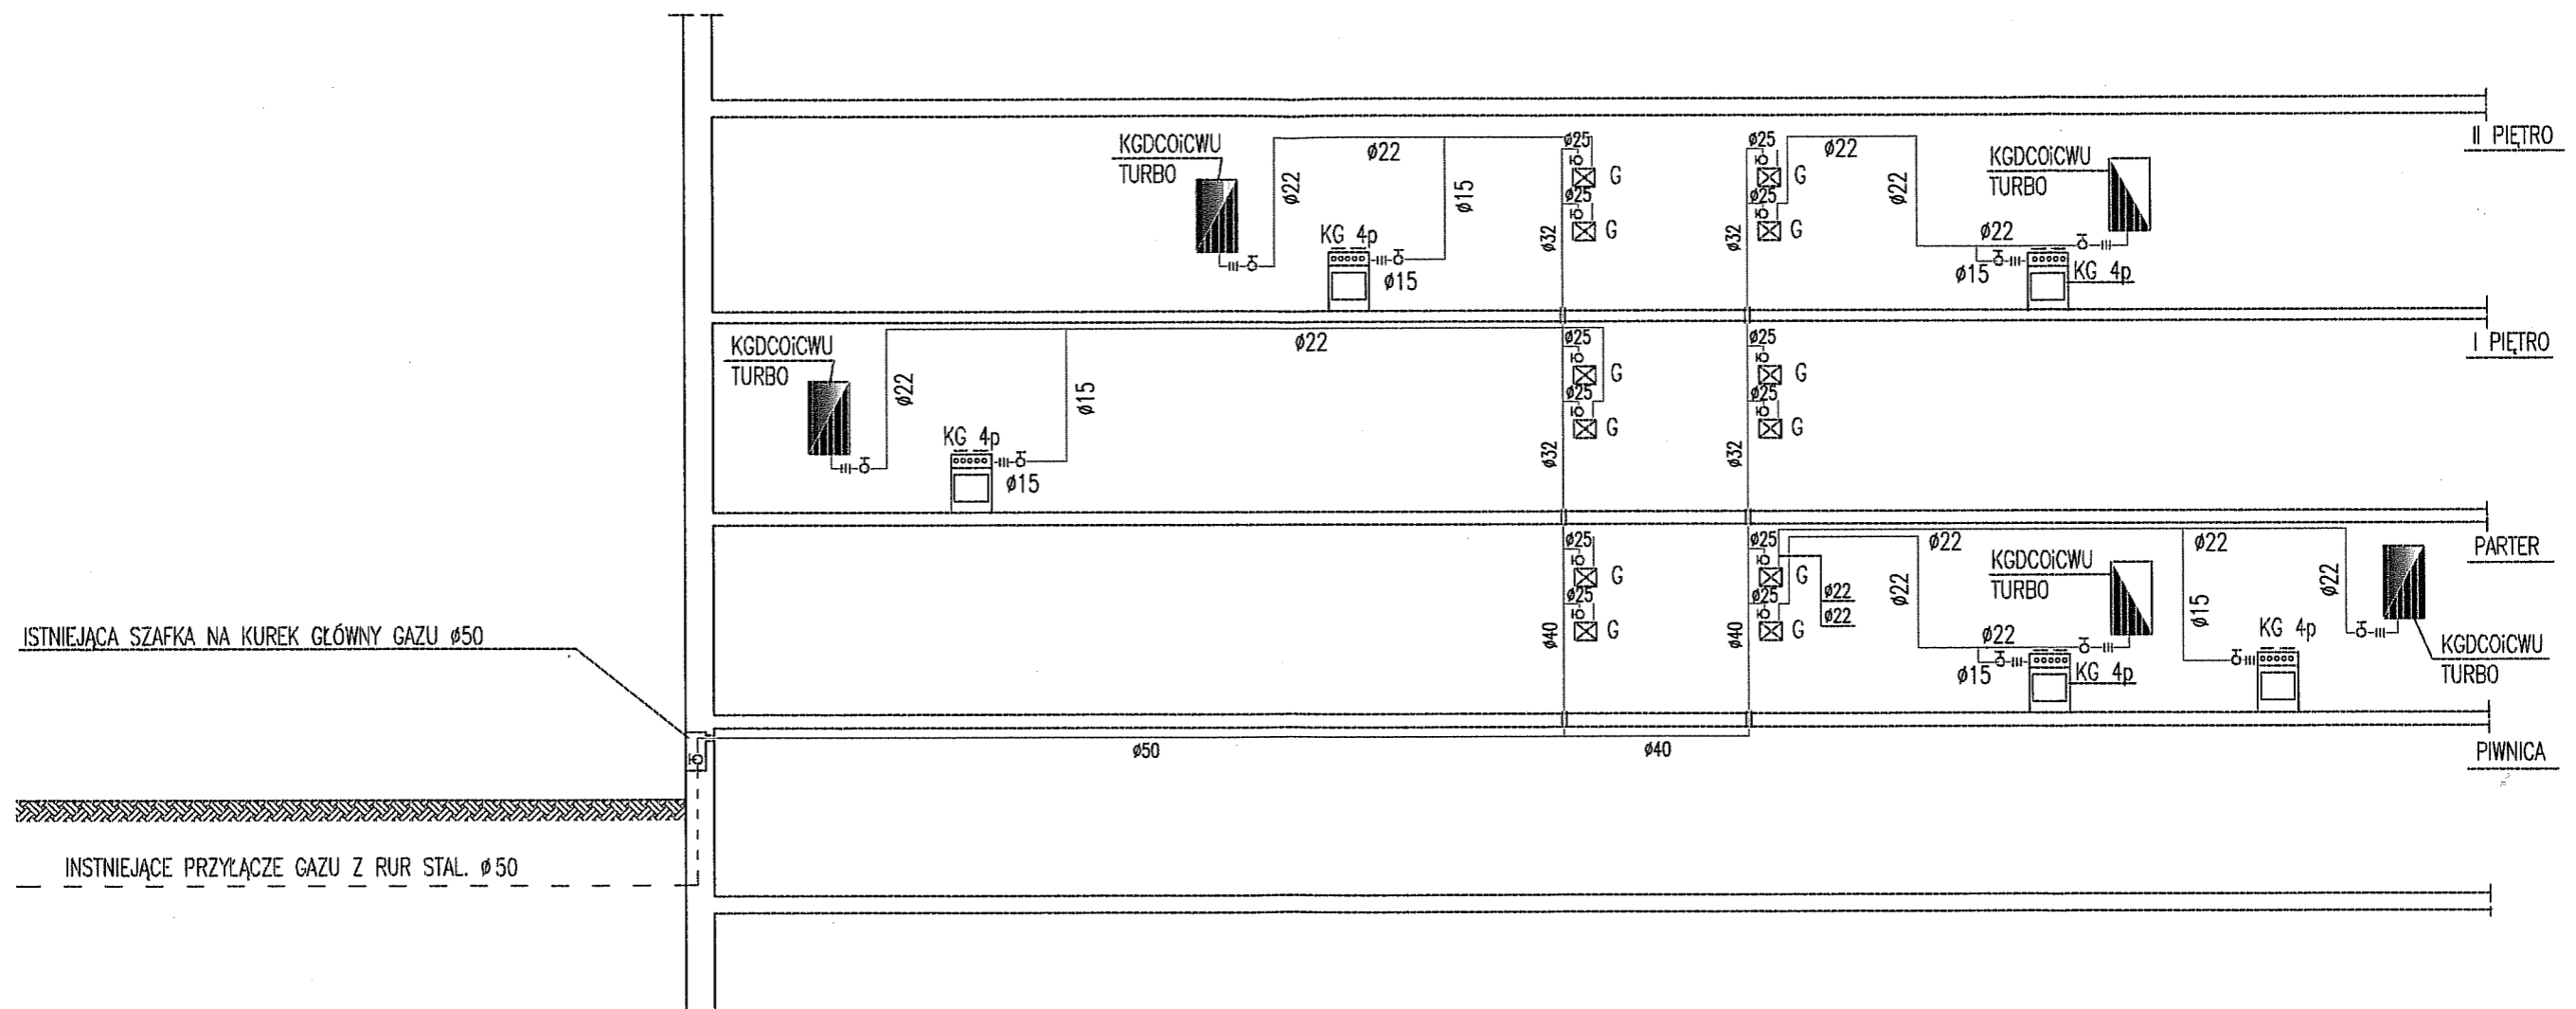 II PIĘTRO
KGDCOiCWU
TURBO
ø22
ø22
ø15
KG 4p
ø15
ø25
G
ø25
G
ø32
ø25
G
ø25
G
ø32
ø22
ø22
KGDCOiCWU
TURBO
ø22
ø15
KG 4p
I PIĘTRO
KGDCOiCWU
TURBO
ø22
ø22
ø15
KG 4p
ø15
ø25
G
ø25
G
ø32
ø25
G
ø25
G
ø32
PARTER
ø25
G
ø25
G
ø40
ø25
G
ø25
G
ø40
ø22
ø22
ø22
ø22
KGDCOiCWU
TURBO
ø22
ø15
KG 4p
ø22
ø15
ø22
KG 4p
KGDCOiCWU
TURBO
ISTNIEJĄCA SZAFKA NA KUREK GŁÓWNY GAZU ø50
ø50
ø40
PIWNICA
INSTNIEJĄCE PRZYŁĄCZE GAZU Z RUR STAL. ø50